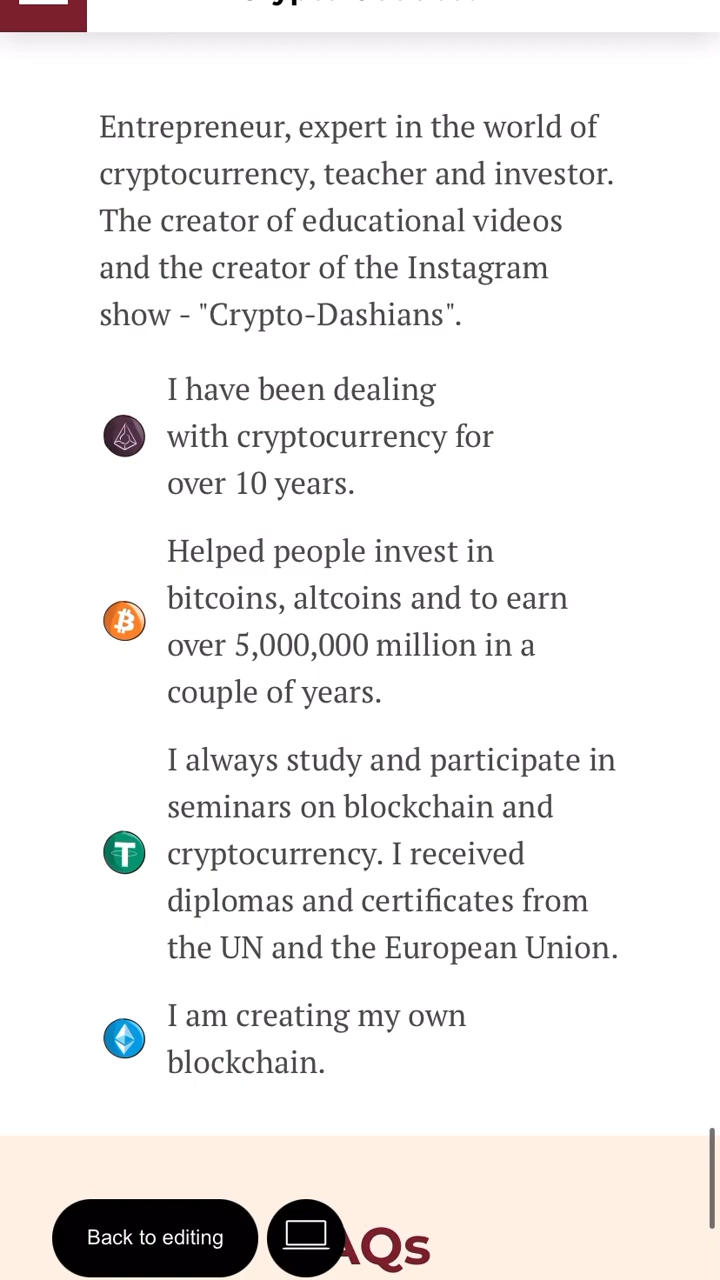 Entrepreneur, expert in the world of
cryptocurrency, teacher and investor.
The creator of educational videos
and the creator of the Instagram
show - "Crypto-Dashians".
I have been dealing
with cryptocurrency for
over 10 years.
Helped people invest in
bitcoins, altcoins and to earn
over 5,000,000 million in a
couple of years.
I always study and participate in
seminars on blockchain and
cryptocurrency. I received
diplomas and certificates from
the UN and the European Union.
I am creating my own
blockchain.
Back to editing
AQs